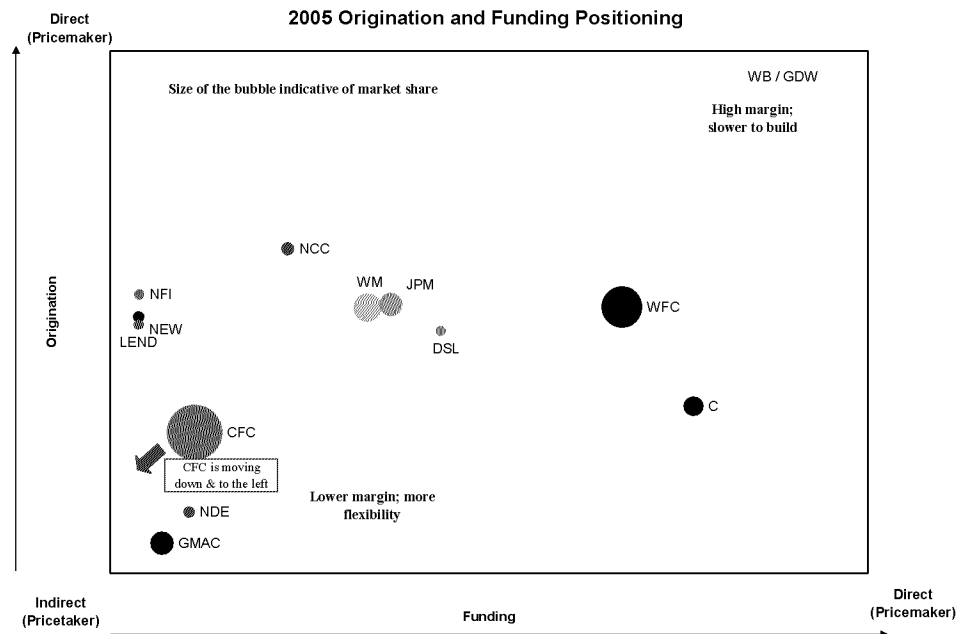 2005 Origination and Funding Positioning
Direct
(Pricemaker)
Size of the bubble indicative of market share
WB / GDW
High margin;
slower to build
NCC
WM
JPM
NFI
NEW
LEND
DSL
WFC
Origination
C
CFC
CFC is moving
down & to the left
Lower margin; more
flexibility
NDE
GMAC
Indirect
(Pricetaker)
Funding
Direct
(Pricemaker)